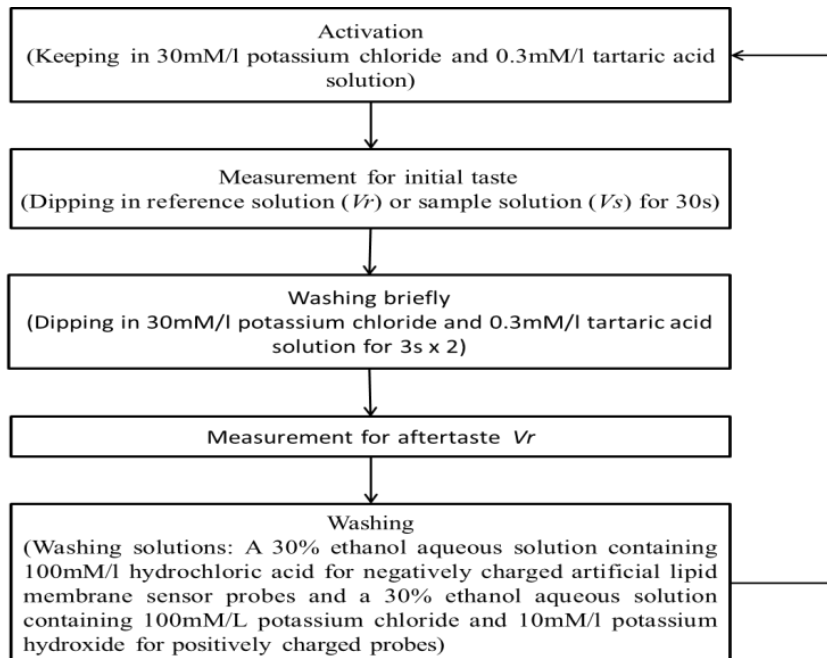 Activation
(Keeping in 30mM/l potassium chloride and 0.3mM/l tartaric acid
solution)
Measurement for initial taste
(Dipping in reference solution (Vr) or sample solution (Vs) for 30s)
Washing briefly
(Dipping in 30mM/l potassium chloride and 0.3mM/l tartaric acid
solution for 3s x 2)
Measurement for aftertaste Vr
Washing
(Washing solutions: A 30% ethanol aqueous solution containing
100mM/l hydrochloric acid for negatively charged artificial lipid
membrane sensor probes and a 30% ethanol aqueous solution
containing 100mM/L potassium chloride and 10mM/l potassium
hydroxide for positively charged probes)